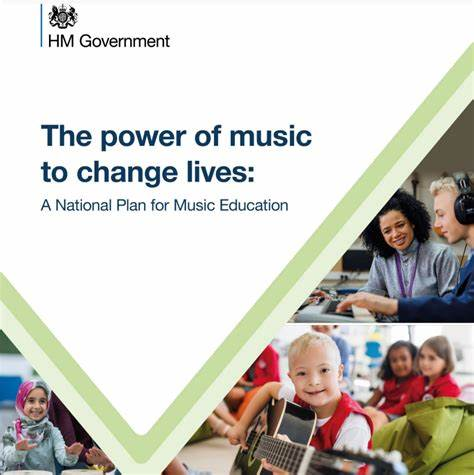 HM Government
The power of music
to change lives:
A National Plan for Music Education